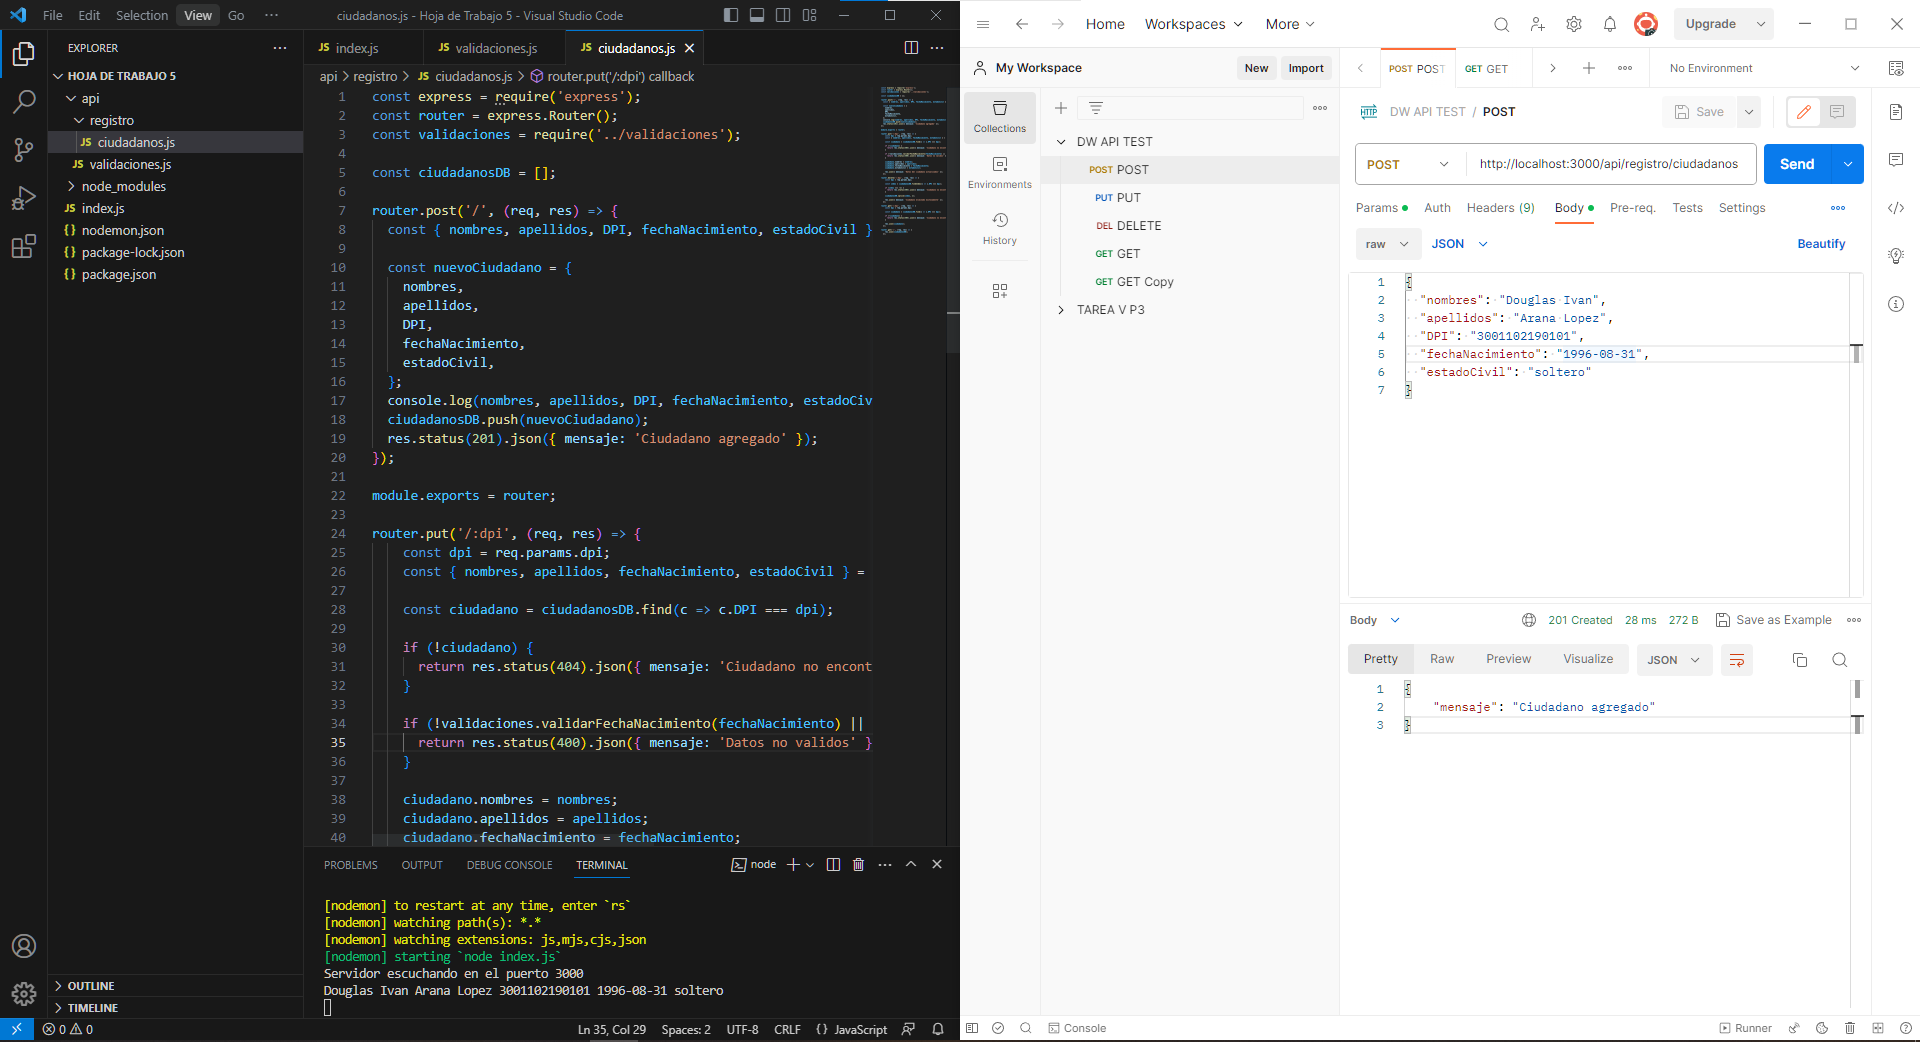 File Edit Selection View Go ··· ciudadanos.js - Hoja de Trabajo 5 - Visual Studio Code
EXPLORER
HOJA DE TRABAJO 5
api
registro
JS ciudadanos.js
JS validaciones.js
node_modules
JS index.js
{} nodemon.json
{} package-lock.json
{} package.json
OUTLINE
TIMELINE
JS index.js JS validaciones.js JS ciudadanos.js
api > registro > JS ciudadanos.js > router.put('/:dpi') callback
1 const express = require('express');
2 const router = express.Router();
3 const validaciones = require('../validaciones');
4
5 const ciudadanosDB = [];
6
7 router.post('/', (req, res) => {
8 const { nombres, apellidos, DPI, fechaNacimiento, estadoCivil }
9
10 const nuevoCiudadano = {
11 nombres,
12 apellidos,
13 DPI,
14 fechaNacimiento,
15 estadoCivil,
16 };
17 console.log(nombres, apellidos, DPI, fechaNacimiento, estadoCiv
18 ciudadanosDB.push(nuevoCiudadano);
19 res.status(201).json({ mensaje: 'Ciudadano agregado' });
20 });
21
22 module.exports = router;
23
24 router.put('/:dpi', (req, res) => {
25 const dpi = req.params.dpi;
26 const { nombres, apellidos, fechaNacimiento, estadoCivil } =
27
28 const ciudadano = ciudadanosDB.find(c => c.DPI === dpi);
29
30 if (!ciudadano) {
31 return res.status(404).json({ mensaje: 'Ciudadano no encont
32 }
33
34 if (!validaciones.validarFechaNacimiento(fechaNacimiento) ||
35 return res.status(400).json({ mensaje: 'Datos no validos' }
36 }
37
38 ciudadano.nombres = nombres;
39 ciudadano.apellidos = apellidos;
40 ciudadano.fechaNacimiento = fechaNacimiento;
PROBLEMS OUTPUT DEBUG CONSOLE TERMINAL node
[nodemon] to restart at any time, enter `rs`
[nodemon] watching path(s): *.*
[nodemon] watching extensions: js,mjs,cjs,json
[nodemon] starting `node index.js`
Servidor escuchando en el puerto 3000
Douglas Ivan Arana Lopez 3001102190101 1996-08-31 soltero
0 0 Ln 35, Col 29 Spaces: 2 UTF-8 CRLF {} JavaScript
Home Workspaces More Upgrade
My Workspace New Import
Collections
Environments
History
DW API TEST
POST POST
PUT PUT
DEL DELETE
GET GET
GET GET Copy
TAREA V P3
POST POST GET GET No Environment
HTTP DW API TEST / POST Save
POST http://localhost:3000/api/registro/ciudadanos Send
Params Auth Headers (9) Body Pre-req. Tests Settings
raw JSON Beautify
1 {
2 "nombres": "Douglas Ivan",
3 "apellidos": "Arana Lopez",
4 "DPI": "3001102190101",
5 "fechaNacimiento": "1996-08-31",
6 "estadoCivil": "soltero"
7 }
Body 201 Created 28 ms 272 B Save as Example
Pretty Raw Preview Visualize JSON
1 {
2 "mensaje": "Ciudadano agregado"
3 }
Console Runner